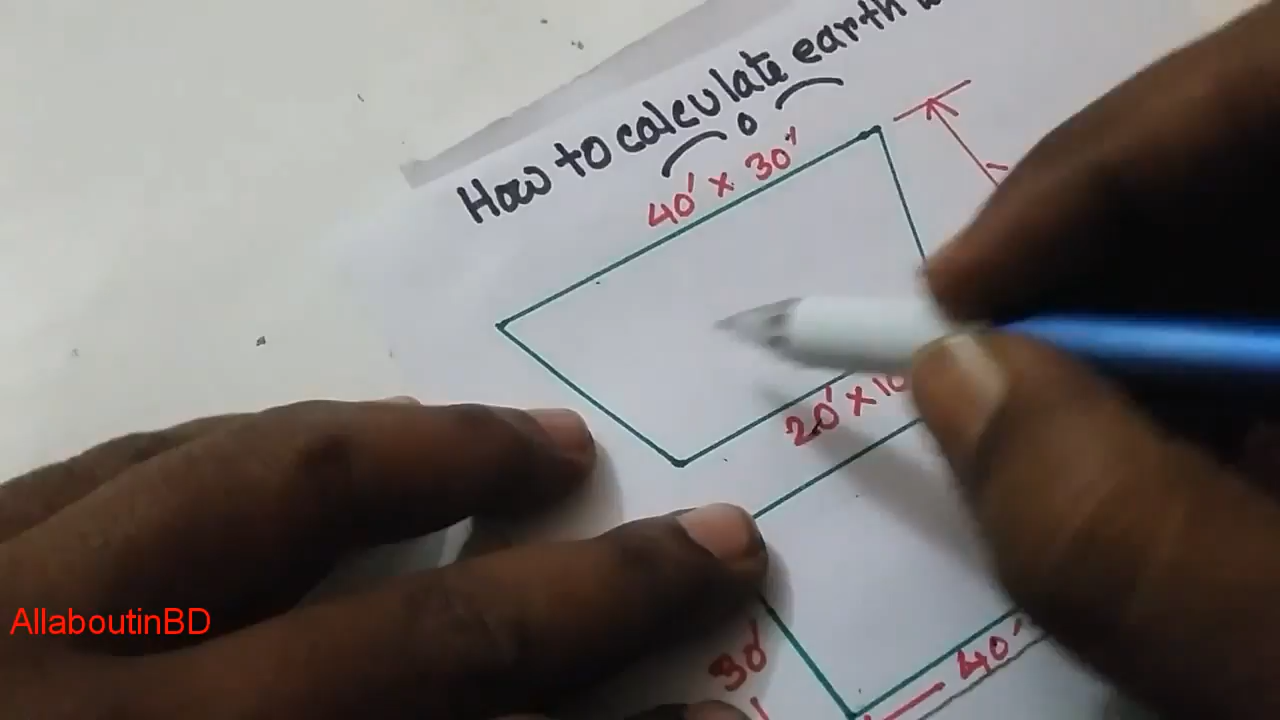 How to calculate earth
40' x 30'
20' x 10
30'
40'
AllaboutinBD